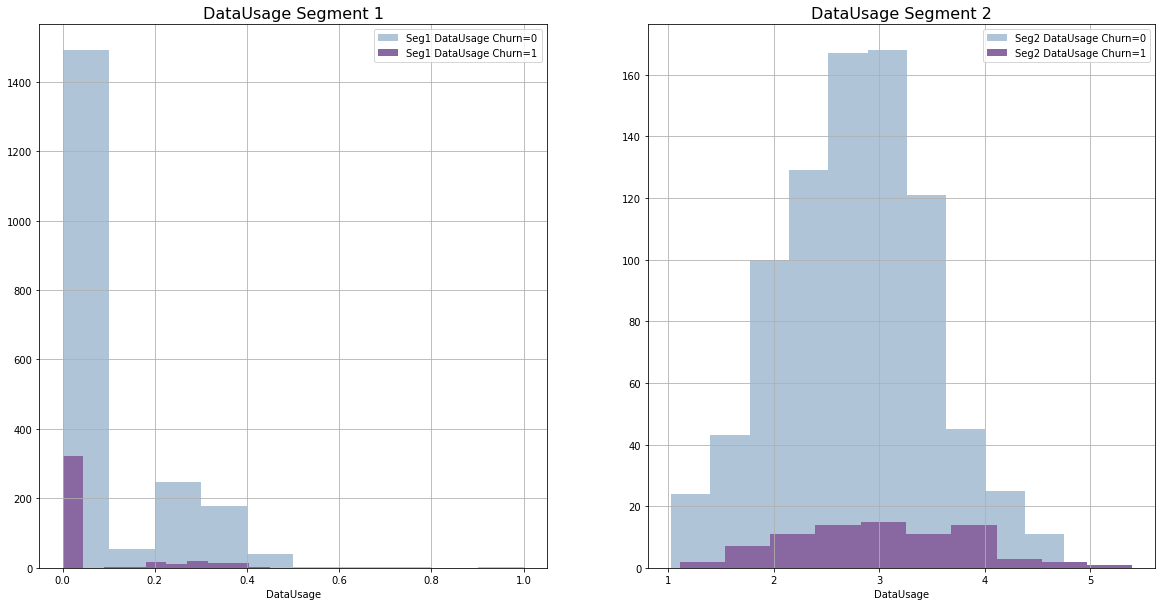 DataUsage Segment 1
Seg1 DataUsage Churn=0
Seg1 DataUsage Churn=1
1400
1200
1000
800
600
400
200
0
0.0 0.2 0.4 0.6 0.8 1.0
DataUsage
DataUsage Segment 2
Seg2 DataUsage Churn=0
Seg2 DataUsage Churn=1
160
140
120
100
80
60
40
20
0
1 2 3 4 5
DataUsage